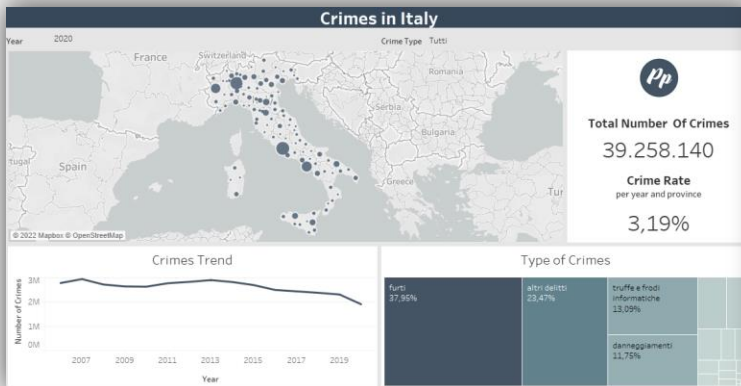 Crimes in Italy
Year 2020
Crime Type Tutti
France
Switzerland
Romania
Serbia
Bulgaria
Spain
Greece
tugal
Tur
© 2022 Mapbox © OpenStreetMap
Pp
Total Number Of Crimes
39.258.140
Crime Rate
per year and province
3,19%
Crimes Trend
Number of Crimes
3M
2M
1M
0M
2007 2009 2011 2013 2015 2017 2019
Year
Type of Crimes
furti
37,95%
altri delitti
23,47%
truffe e frodi
informatiche
13,09%
danneggiamenti
11,75%